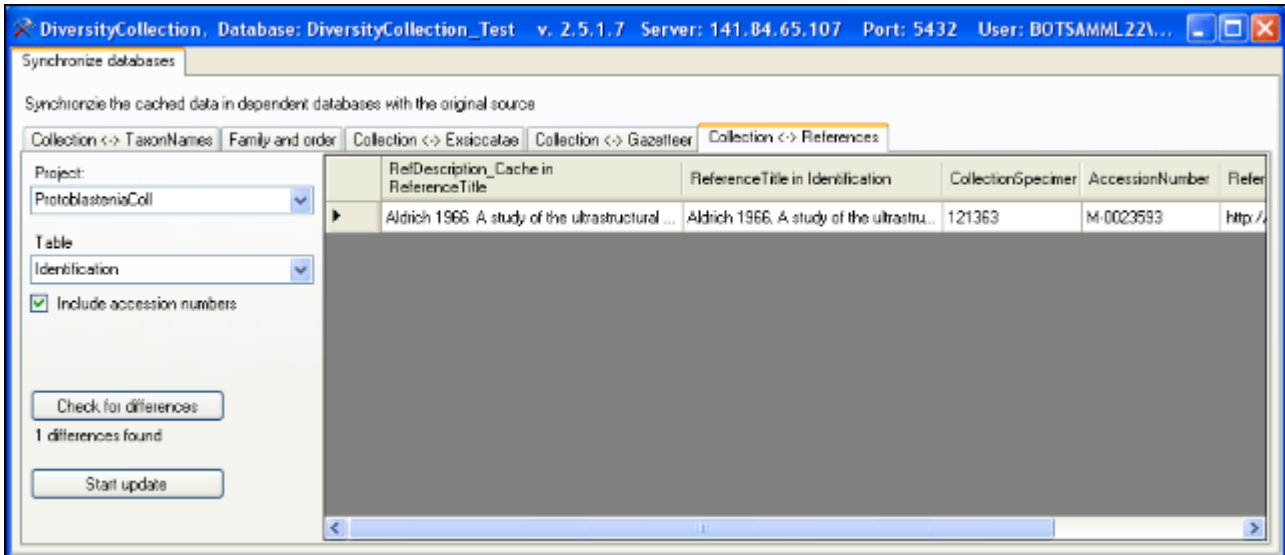 DiversityCollection, Database: DiversityCollection_Test v. 2.5.1.7 Server: 141.84.65.107 Port: 5432 User: BOTSAMML22\...
Synchronize databases
Synchronzie the cached data in dependent databases with the original source
Collection <-> TaxonNames Family and order Collection <-> Exsiccatae Collection <-> Gazetteer Collection <-> References
Project:
ProtoblasteniaColl
Table
Identification
Include accession numbers
Check for differences
1 differences found
Start update
RefDescription_Cache in ReferenceTitle ReferenceTitle in Identification CollectionSpecimer AccessionNumber Refer
Aldrich 1966. A study of the ultrastructural ... Aldrich 1966. A study of the ultrastru... 121363 M-0023593 http:/